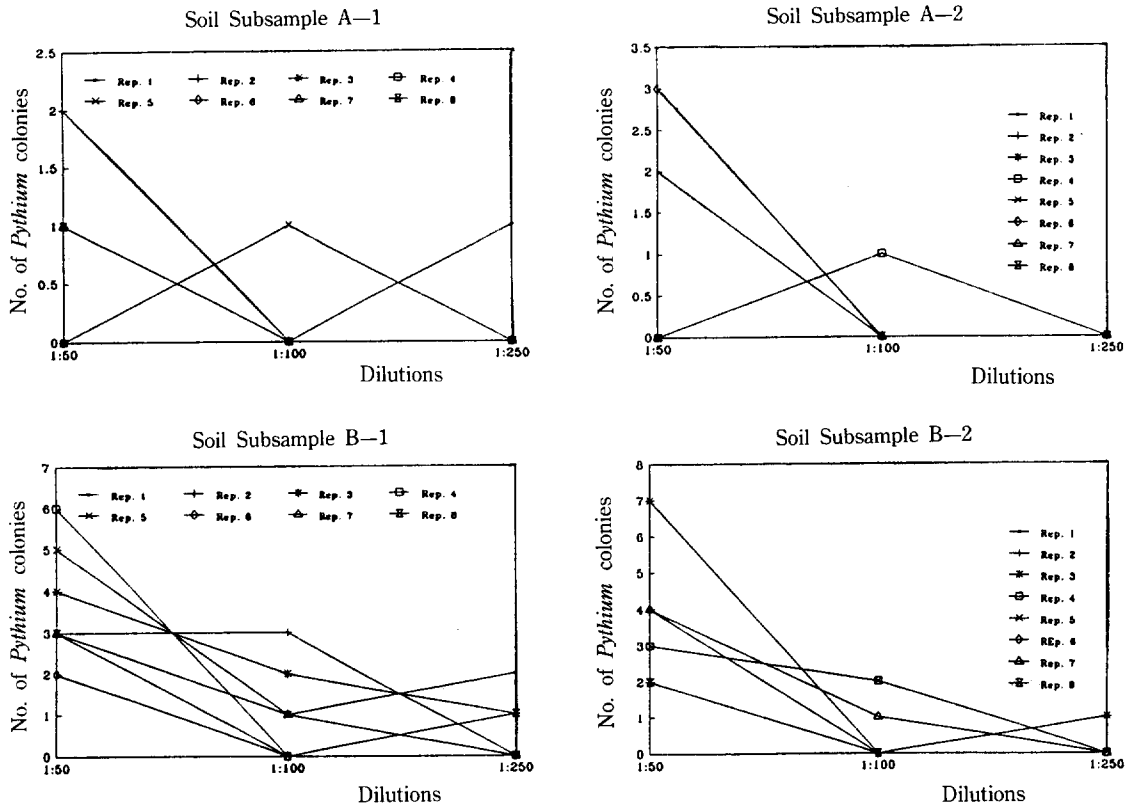 Soil Subsample A—1
No. of Pythium colonies
2.5
2
1.5
1
0.5
0
Rep. 1 Rep. 2 Rep. 3 Rep. 4
Rep. 5 Rep. 6 Rep. 7 Rep. 8
1:50 1:100 1:250
Dilutions
Soil Subsample A—2
No. of Pythium colonies
3.5
3
2.5
2
1.5
1
0.5
0
Rep. 1
Rep. 2
Rep. 3
Rep. 4
Rep. 5
Rep. 6
Rep. 7
Rep. 8
1:50 1:100 1:250
Dilutions
Soil Subsample B—1
No. of Pythium colonies
7
6
5
4
3
2
1
0
Rep. 1 Rep. 2 Rep. 3 Rep. 4
Rep. 5 Rep. 6 Rep. 7 Rep. 8
1:50 1:100 1:250
Dilutions
Soil Subsample B—2
No. of Pythium colonies
8
7
6
5
4
3
2
1
0
Rep. 1
Rep. 2
Rep. 3
Rep. 4
Rep. 5
REp. 6
Rep. 7
Rep. 8
1:50 1:100 1:250
Dilutions